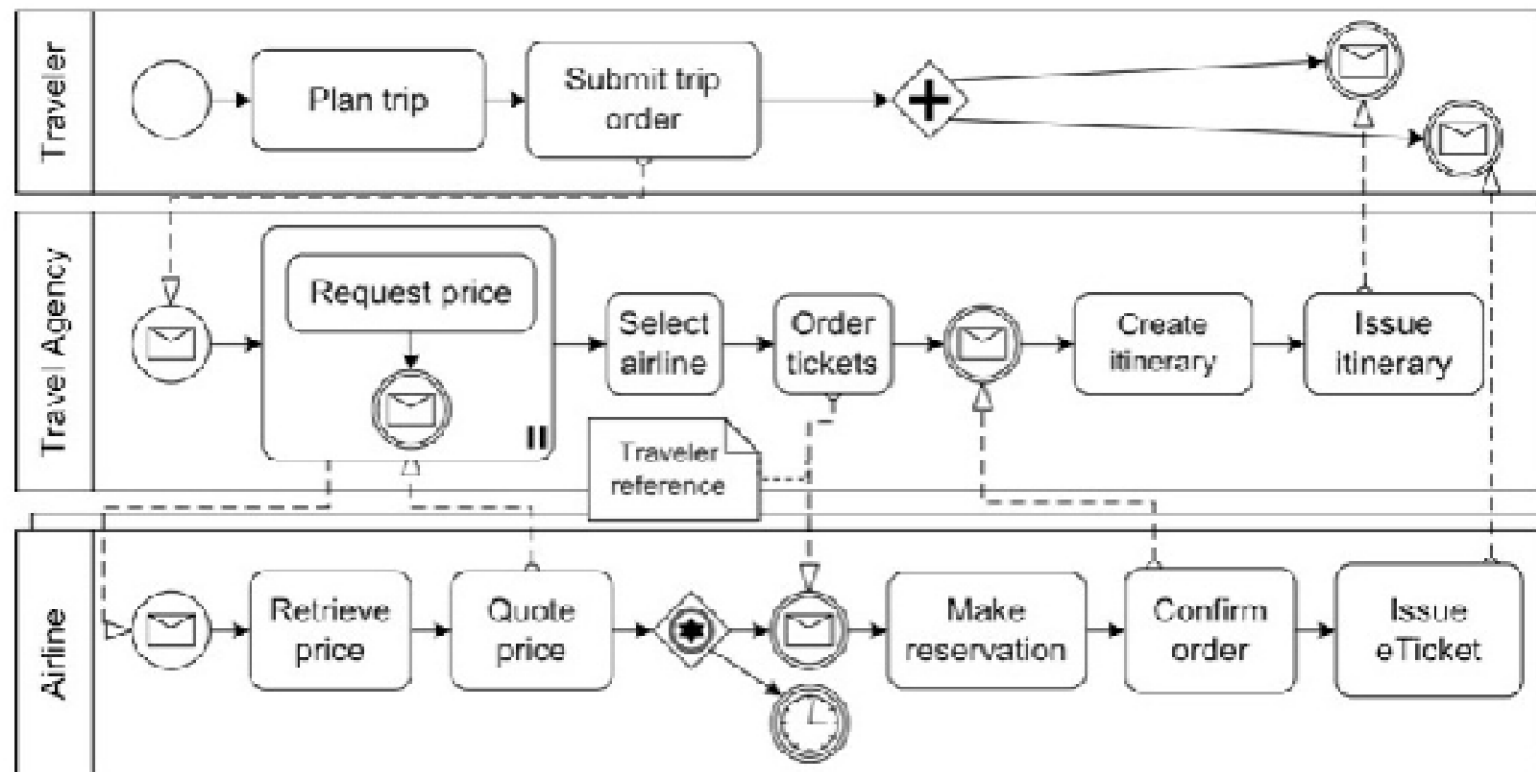 Traveler
Plan trip
Submit trip
order
Travel Agency
Request price
Select
airline
Order
tickets
Create
itinerary
Issue
itinerary
Traveler
reference
Airline
Retrieve
price
Quote
price
Make
reservation
Confirm
order
Issue
eTicket